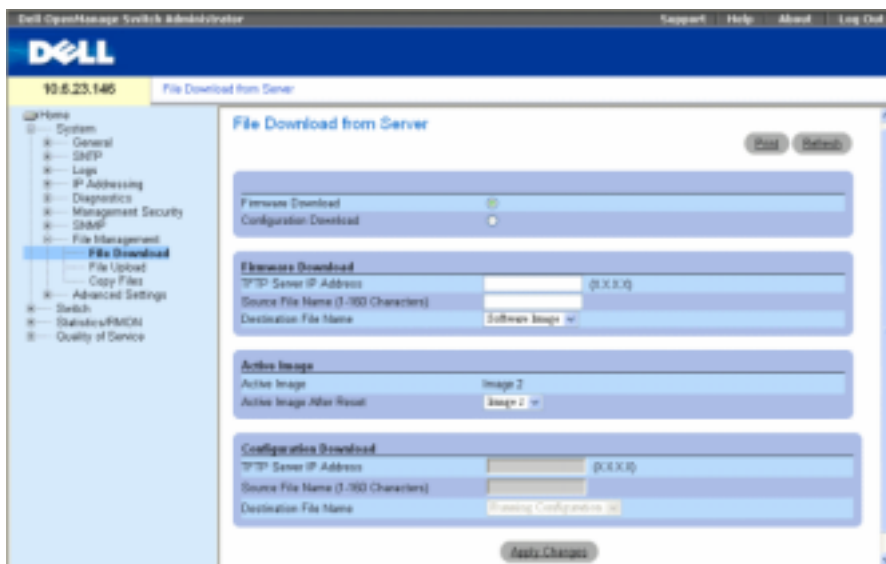 Dell OpenManage Switch Administrator
Support Help About Log Out
DELL
10.6.23.146
File Download from Server
Home
System
General
SNTP
Logs
IP Addressing
Diagnostics
Management Security
SNMP
File Management
File Download
File Upload
Copy Files
Advanced Settings
Switch
Statistics/RMON
Quality of Service
File Download from Server
Print Refresh
Firmware Download
Configuration Download
Firmware Download
TFTP Server IP Address (X.X.X.X)
Source File Name (1-160 Characters)
Destination File Name Software Image
Active Image
Active Image Image 2
Active Image After Reset Image 2
Configuration Download
TFTP Server IP Address (X.X.X.X)
Source File Name (1-160 Characters)
Destination File Name Running Configuration
Apply Changes